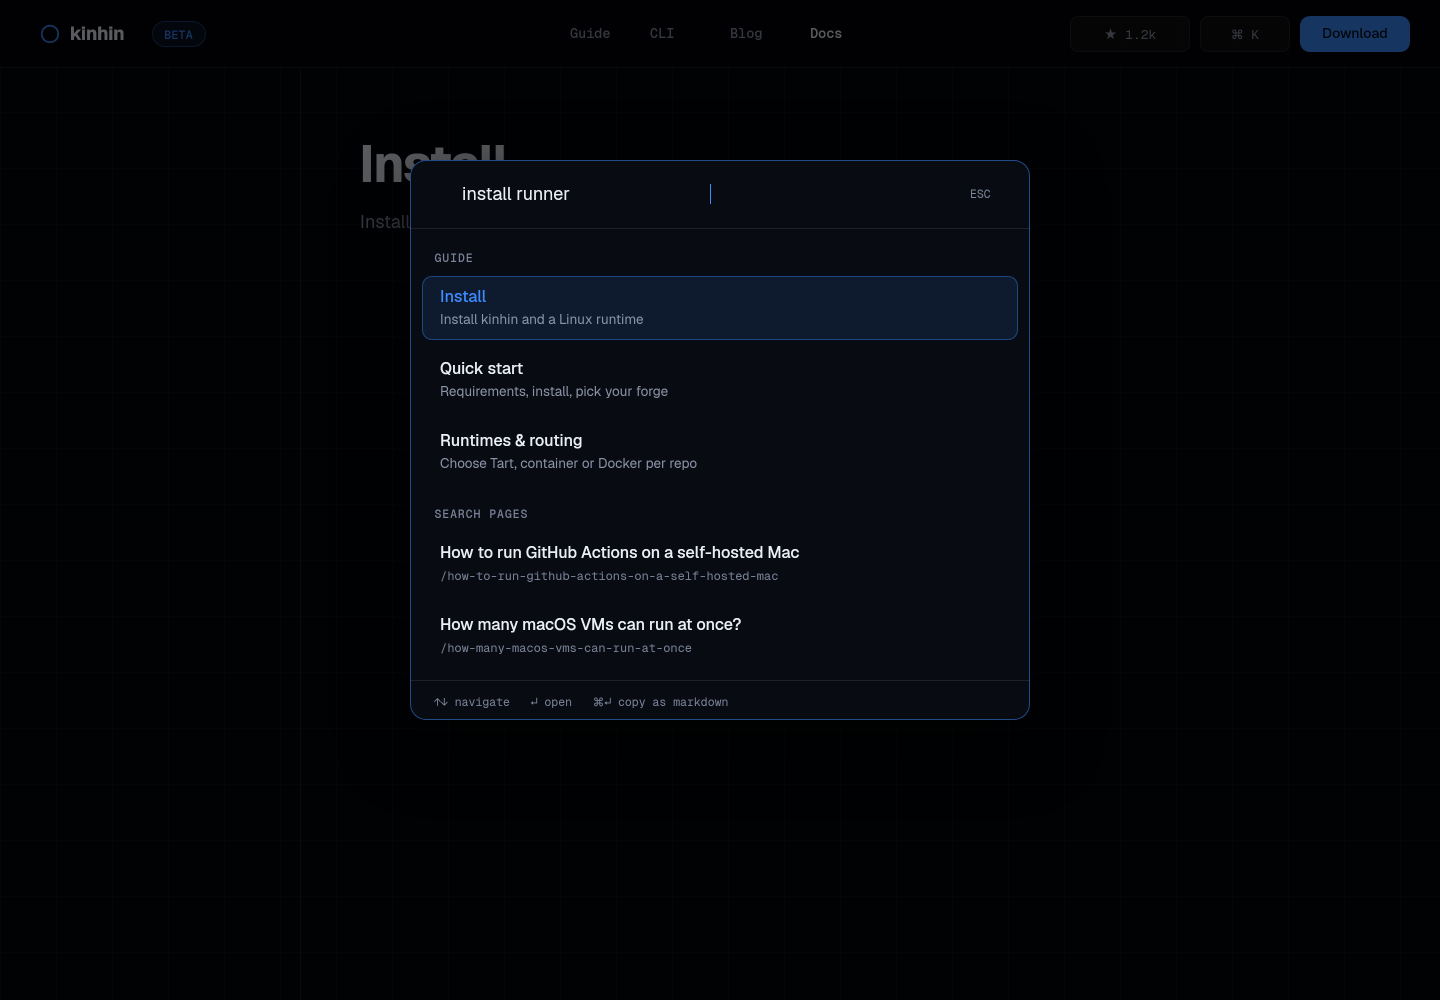 kinhin BETA Guide CLI Blog Docs ★ 1.2k ⌘ K Download
Install
Install
install runner ESC
GUIDE
Install
Install kinhin and a Linux runtime
Quick start
Requirements, install, pick your forge
Runtimes & routing
Choose Tart, container or Docker per repo
SEARCH PAGES
How to run GitHub Actions on a self-hosted Mac
/how-to-run-github-actions-on-a-self-hosted-mac
How many macOS VMs can run at once?
/how-many-macos-vms-can-run-at-once
↑↓ navigate ↵ open ⌘↵ copy as markdown